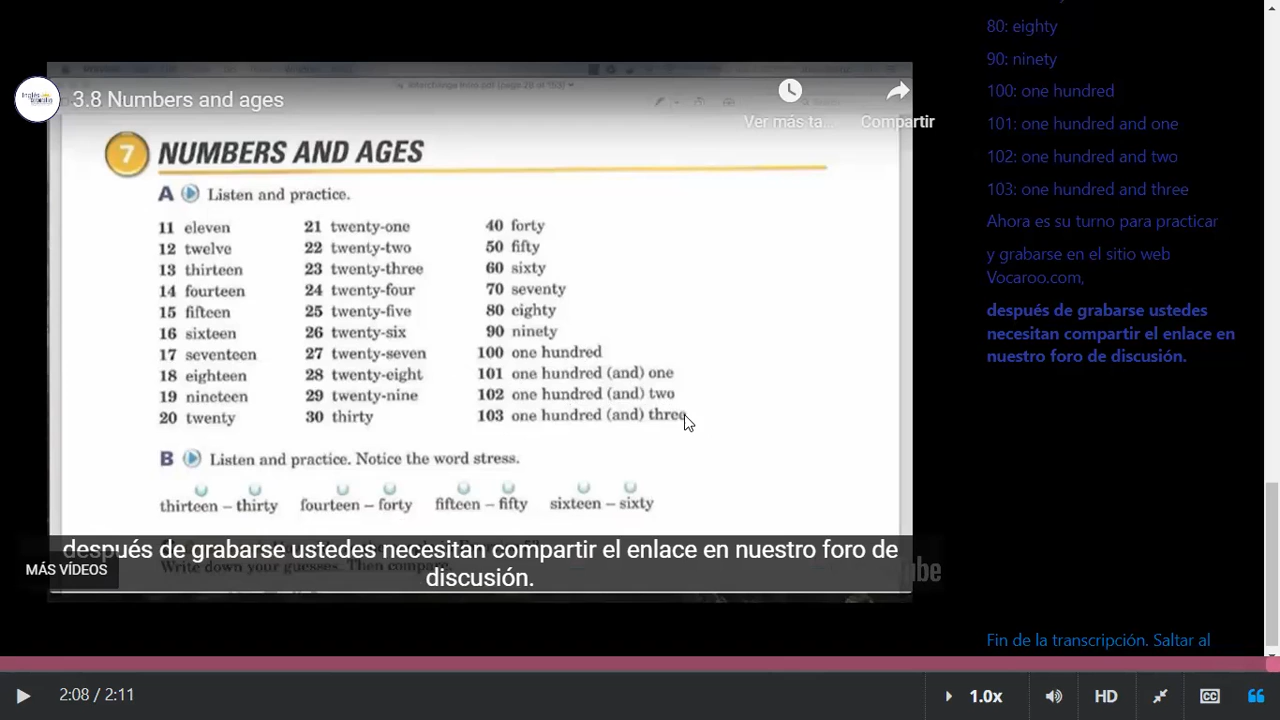 80: eighty
90: ninety
100: one hundred
101: one hundred and one
102: one hundred and two
103: one hundred and three
Ahora es su turno para practicar
y grabarse en el sitio web
Vocaroo.com,
después de grabarse ustedes
necesitan compartir el enlace en
nuestro foro de discusión.
Fin de la transcripción. Saltar al
3.8 Numbers and ages
Ver más ta...
Compartir
7 NUMBERS AND AGES
A Listen and practice.
11 eleven
12 twelve
13 thirteen
14 fourteen
15 fifteen
16 sixteen
17 seventeen
18 eighteen
19 nineteen
20 twenty
21 twenty-one
22 twenty-two
23 twenty-three
24 twenty-four
25 twenty-five
26 twenty-six
27 twenty-seven
28 twenty-eight
29 twenty-nine
30 thirty
40 forty
50 fifty
60 sixty
70 seventy
80 eighty
90 ninety
100 one hundred
101 one hundred (and) one
102 one hundred (and) two
103 one hundred (and) three
B Listen and practice. Notice the word stress.
thirteen – thirty fourteen – forty fifteen – fifty sixteen – sixty
después de grabarse ustedes necesitan compartir el enlace en nuestro foro de
discusión.
Write down your guesses. Then compare.
MÁS VÍDEOS
2:08 / 2:11
1.0x
HD
CC